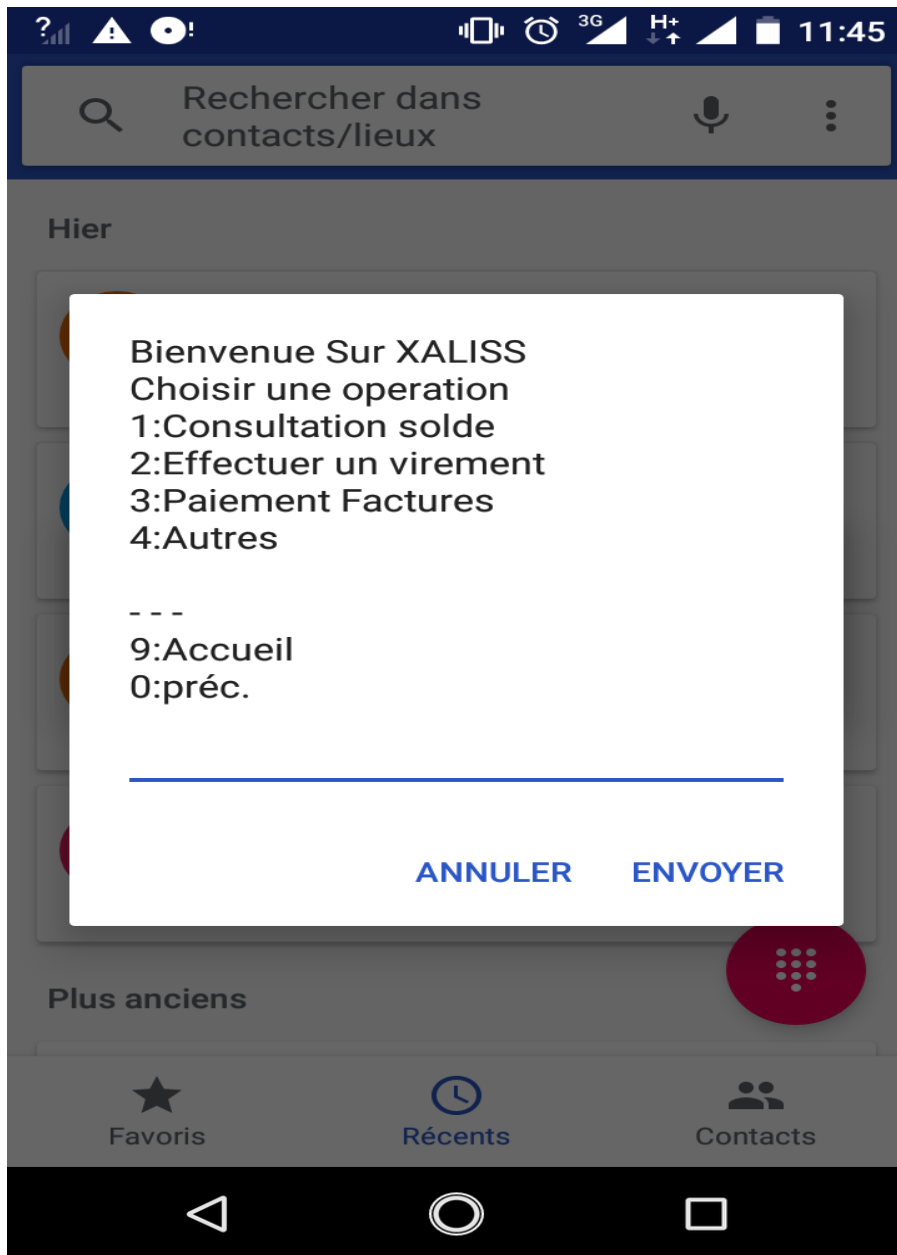 ?
3G
H+
11:45
Rechercher dans
contacts/lieux
Hier
Bienvenue Sur XALISS
Choisir une operation
1:Consultation solde
2:Effectuer un virement
3:Paiement Factures
4:Autres
- - -
9:Accueil
0:préc.
ANNULER
ENVOYER
Plus anciens
Favoris
Récents
Contacts